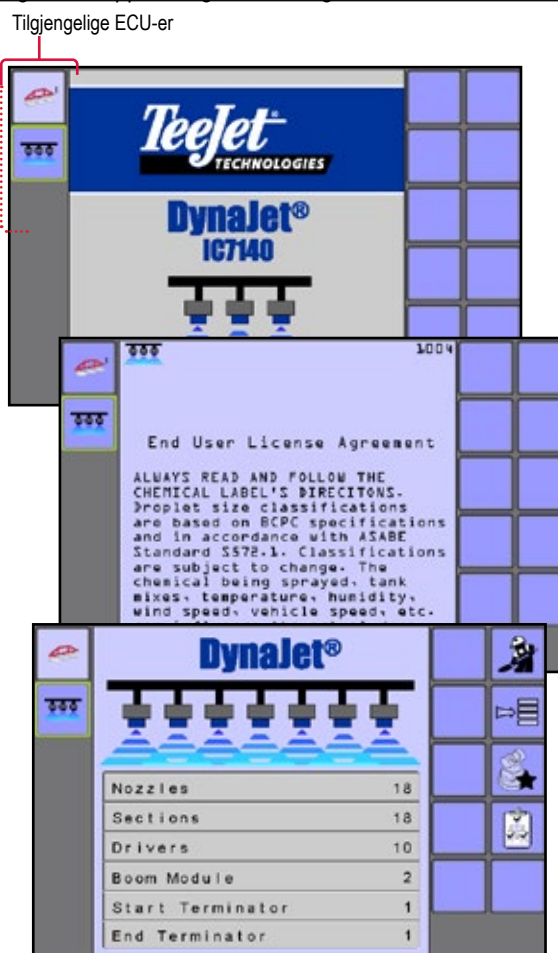 Tilgjengelige ECU-er
TeeJet®
TECHNOLOGIES
DynaJet®
IC7140
1004
End User License Agreement
ALWAYS READ AND FOLLOW THE
CHEMICAL LABEL'S DIRECITONS.
Droplet size classifications
are based on BCPC specifications
and in accordance with ASABE
Standard S572.1. Classifications
are subject to change. The
chemical being sprayed, tank
mixes, temperature, humidity,
wind speed, vehicle speed, etc.
DynaJet®
Nozzles 18
Sections 18
Drivers 10
Boom Module 2
Start Terminator 1
End Terminator 1